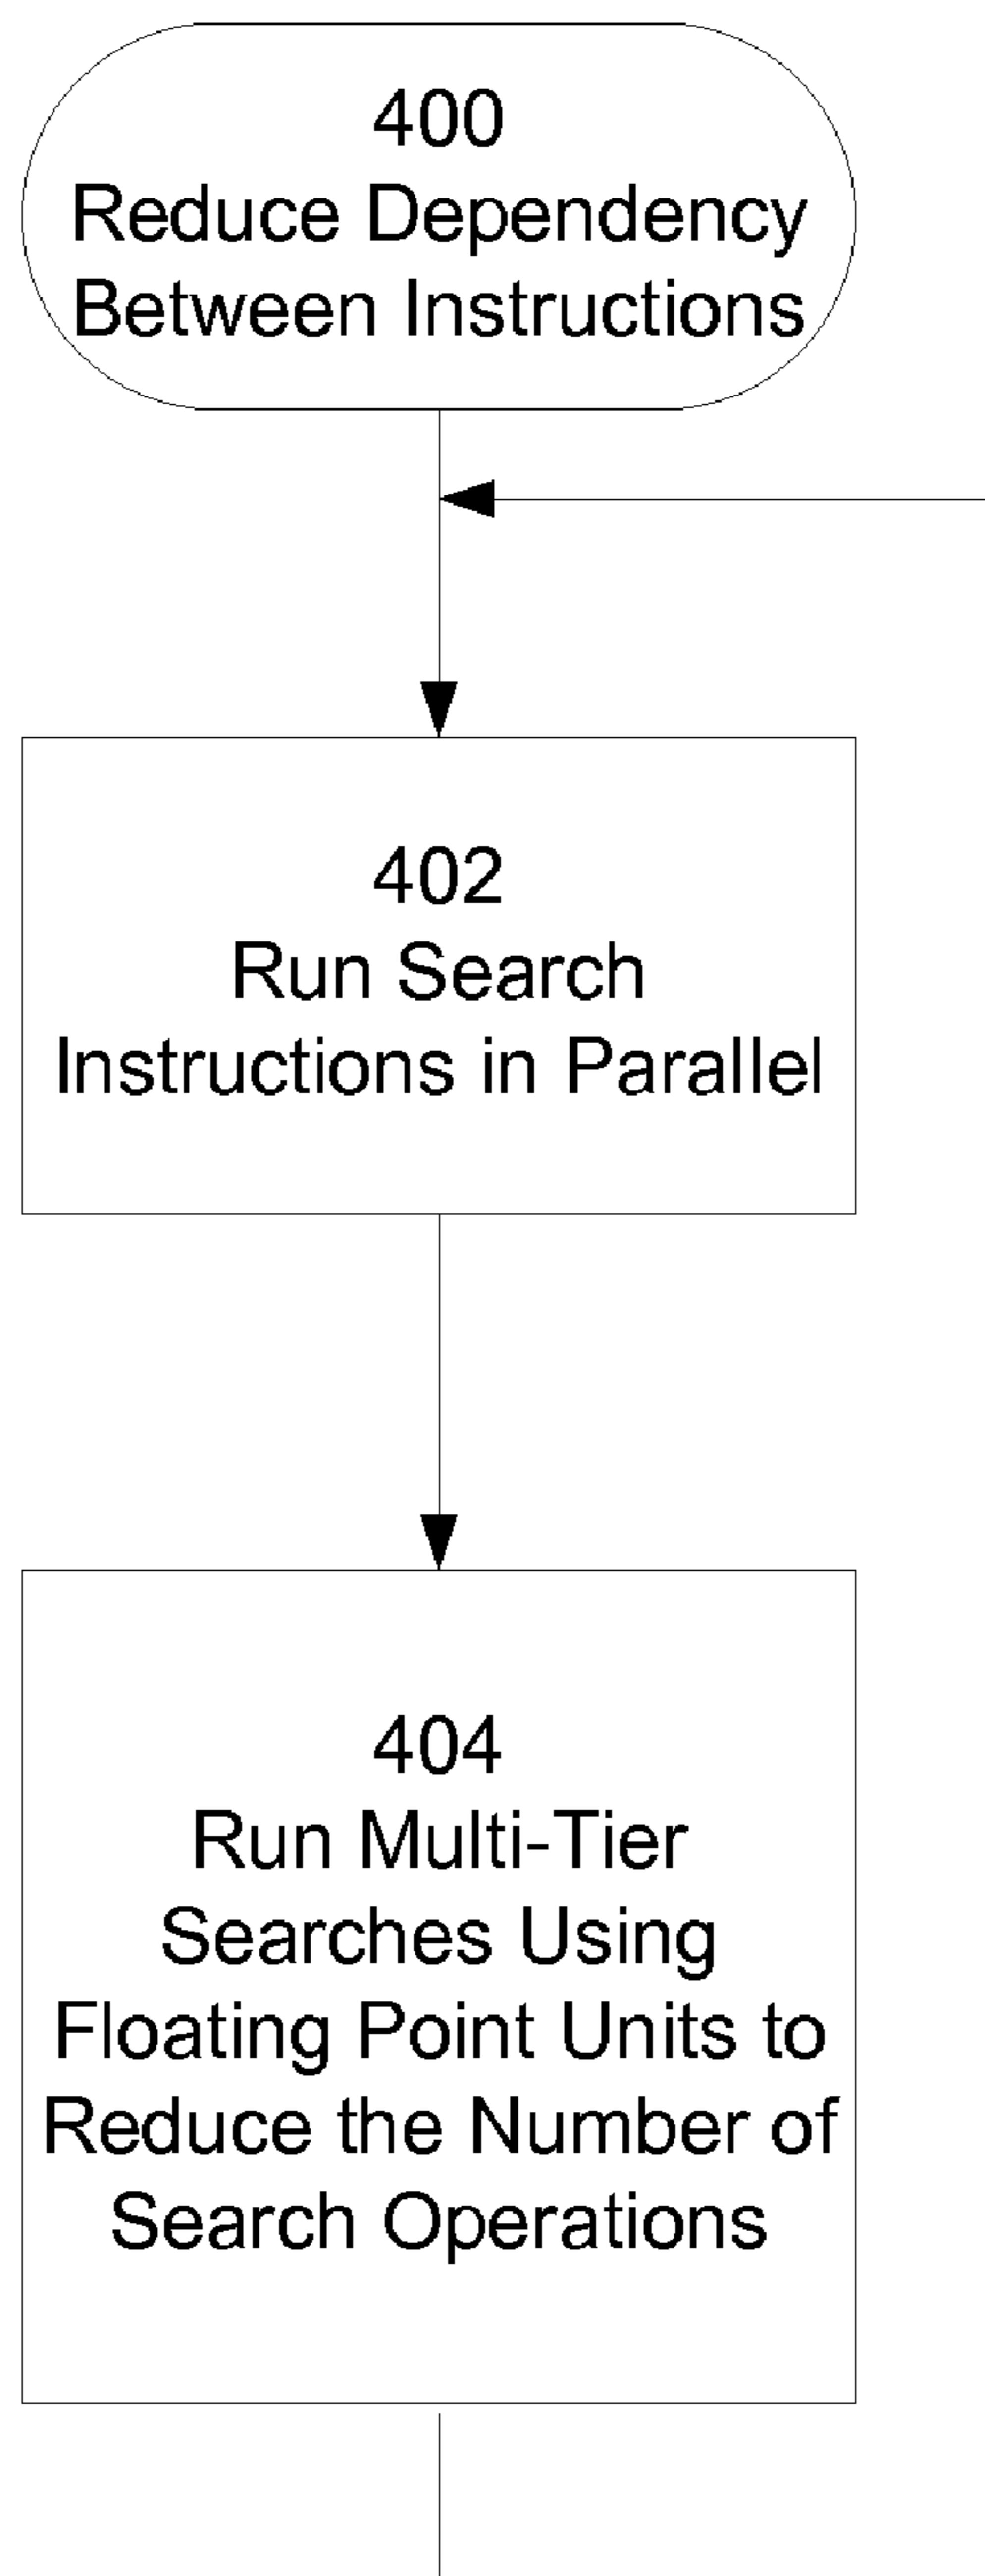 400
Reduce Dependency
Between Instructions
402
Run Search
Instructions in Parallel
404
Run Multi-Tier
Searches Using
Floating Point Units to
Reduce the Number of
Search Operations